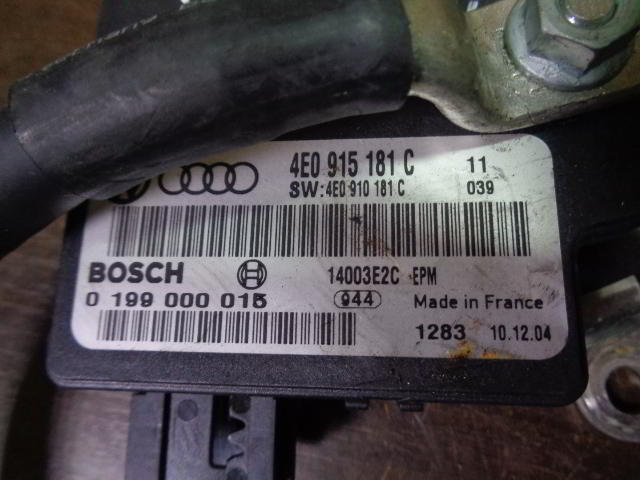 4E0 915 181 C 11
SW:4E0 910 181 C 039
BOSCH 14003E2C EPM
0 199 000 015 944 Made in France
1283 10.12.04